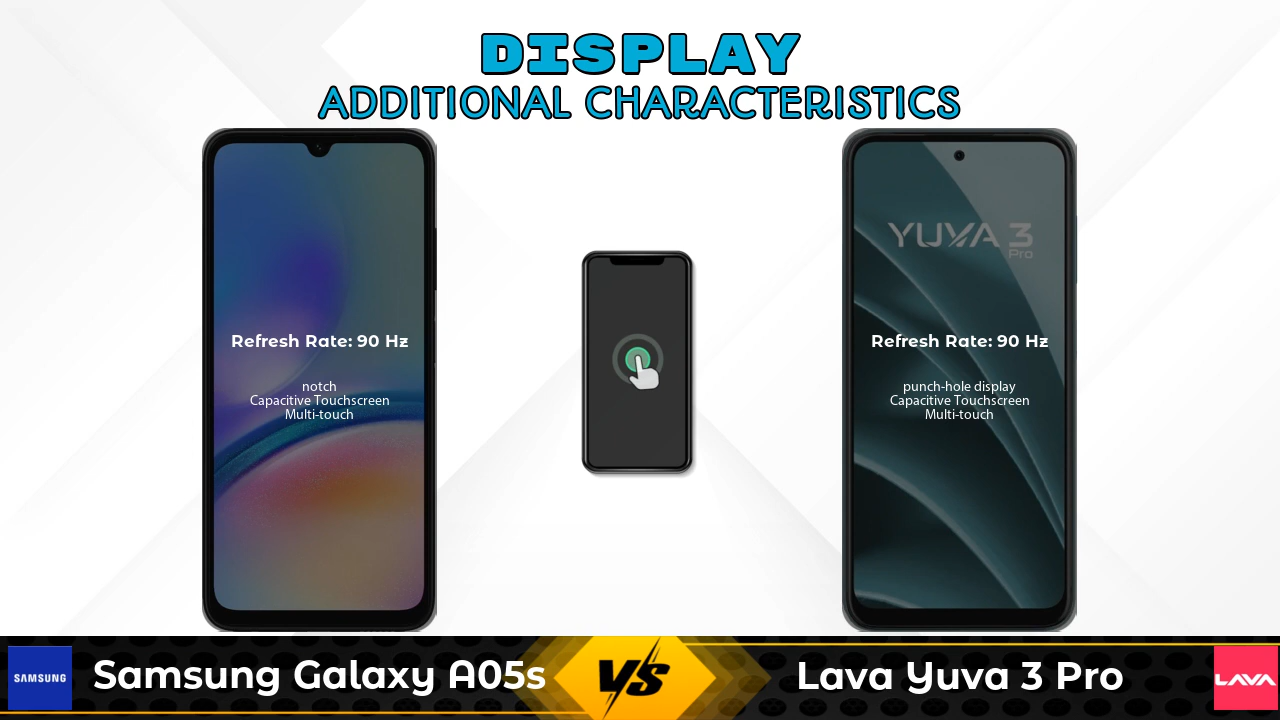 DISPLAY
ADDITIONAL CHARACTERISTICS
Refresh Rate: 90 Hz
notch
Capacitive Touchscreen
Multi-touch
YUVA 3
Pro
Refresh Rate: 90 Hz
punch-hole display
Capacitive Touchscreen
Multi-touch
SAMSUNG
Samsung Galaxy A05s
VS
Lava Yuva 3 Pro
LAVA